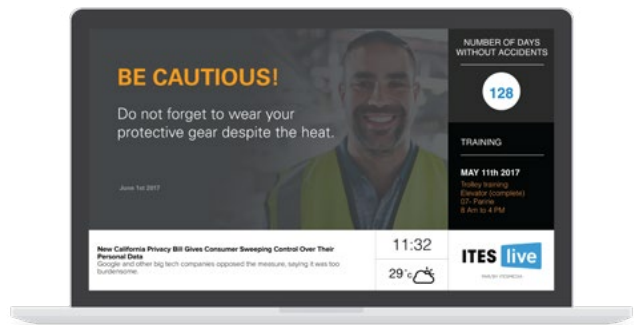 BE CAUTIOUS!
Do not forget to wear your
protective gear despite the heat.
June 1st 2017
NUMBER OF DAYS
WITHOUT ACCIDENTS
128
TRAINING
MAY 11th 2017
Trolley training
Elevator (complete)
07- Panne
8 Am to 4 PM
New California Privacy Bill Gives Consumer Sweeping Control Over Their
Personal Data
Google and other big tech companies opposed the measure, saying it was too
burdensome.
11:32
29°c
ITES live